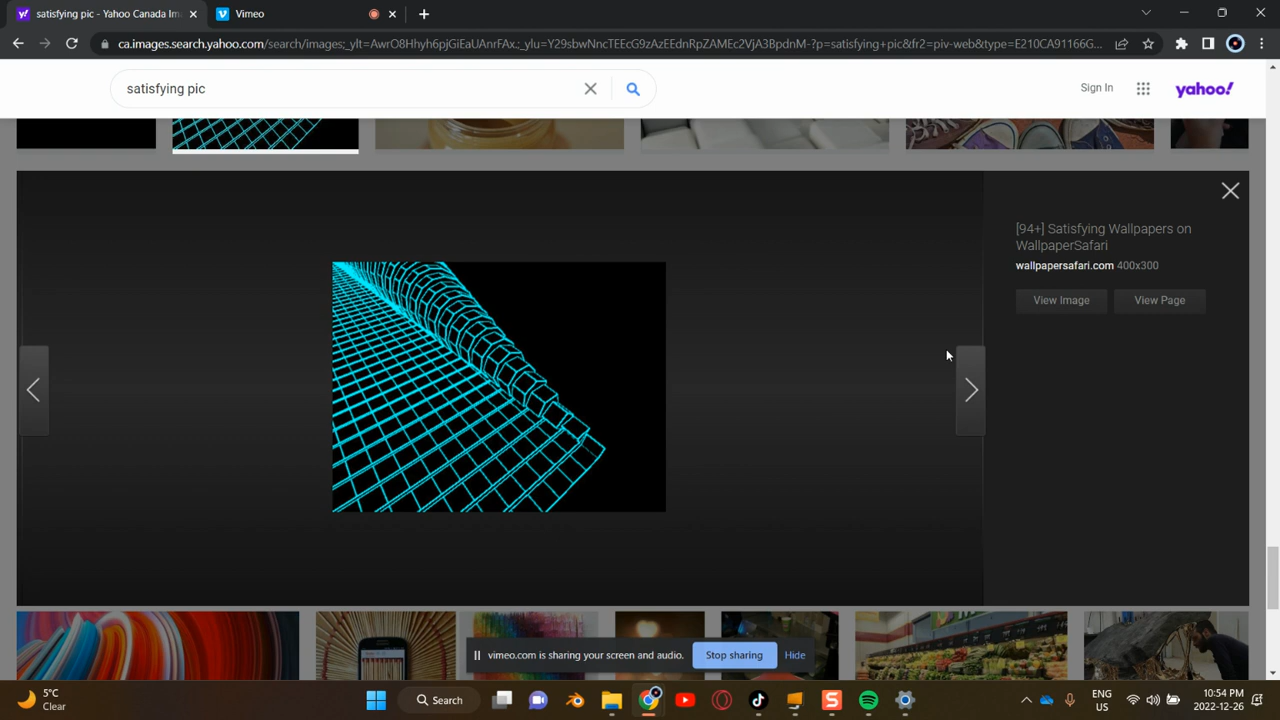 satisfying pic - Yahoo Canada Im
Vimeo
ca.images.search.yahoo.com/search/images;_ylt=AwrO8Hhyh6pjGiEaUAnrFAx.;_ylu=Y29sbwNncTEEcG9zAzEEdnRpZAMEc2VjA3BpdnM-?p=satisfying+pic&fr2=piv-web&type=E210CA91166G...
satisfying pic
Sign In
yahoo!
[94+] Satisfying Wallpapers on
WallpaperSafari
wallpapersafari.com 400x300
View Image
View Page
vimeo.com is sharing your screen and audio.
Stop sharing
Hide
5°C
Clear
Search
ENG
US
10:54 PM
2022-12-26